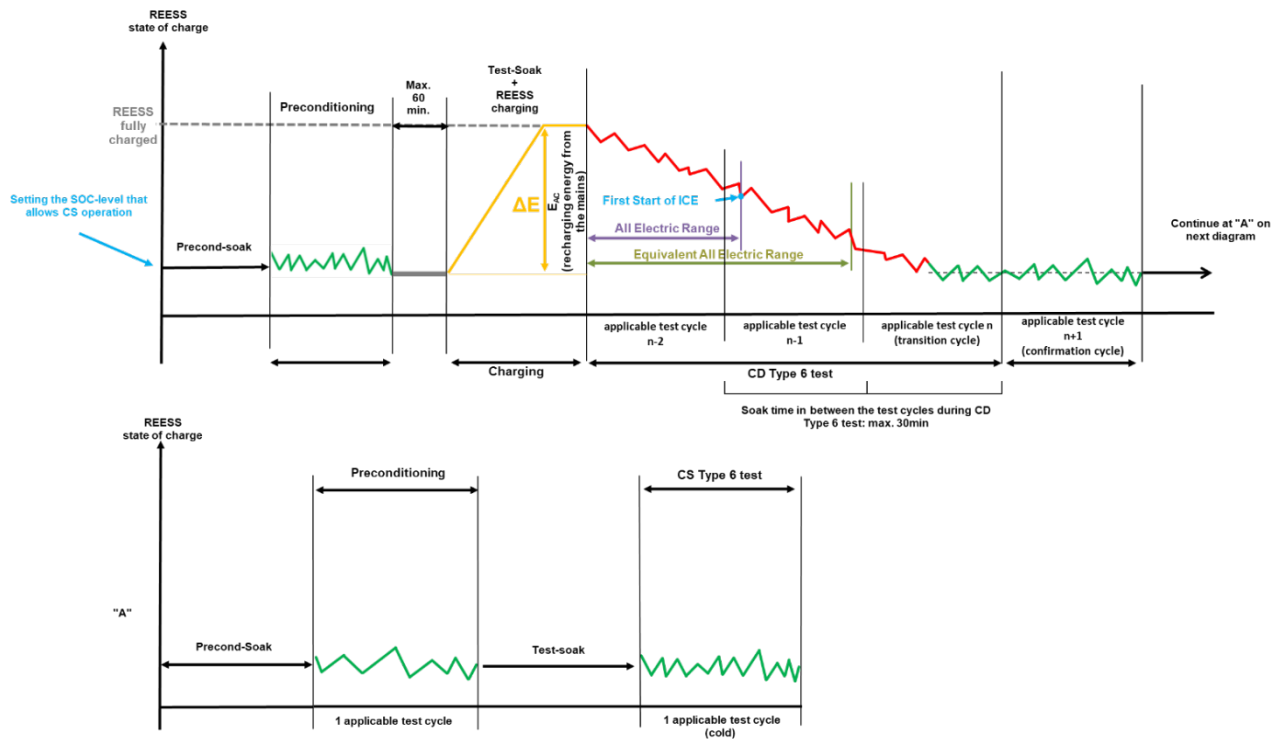 REESS
state of charge
REESS
fully
charged
Setting the SOC-level that
allows CS operation
Precond-soak
Preconditioning
Max.
60
min.
Test-Soak
+
REESS
charging
ΔE
E_AC
(recharging energy from
the mains)
First Start of ICE
All Electric Range
Equivalent All Electric Range
Continue at "A" on
next diagram
applicable test cycle
n-2
applicable test cycle
n-1
applicable test cycle n
(transition cycle)
applicable test cycle
n+1
(confirmation cycle)
Charging
CD Type 6 test
Soak time in between the test cycles during CD
Type 6 test: max. 30min
REESS
state of charge
Preconditioning
CS Type 6 test
"A"
Precond-Soak
Test-soak
1 applicable test cycle
1 applicable test cycle
(cold)